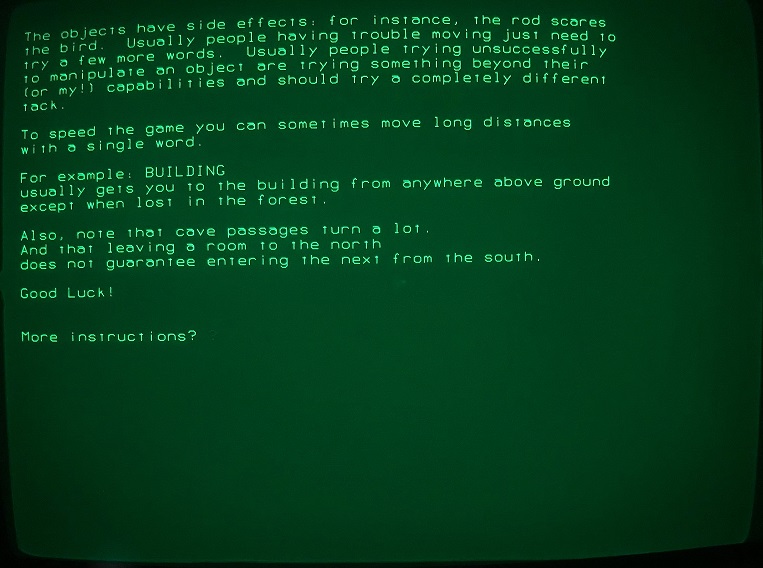 The objects have side effects: for instance, the rod scares
the bird.  Usually people having trouble moving just need to
try a few more words.  Usually people trying unsuccessfully
to manipulate an object are trying something beyond their
(or my!) capabilities and should try a completely different
tack.

To speed the game you can sometimes move long distances
with a single word.

For example: BUILDING
usually gets you to the building from anywhere above ground
except when lost in the forest.

Also, note that cave passages turn a lot.
And that leaving a room to the north
does not guarantee entering the next from the south.

Good Luck!

More instructions?